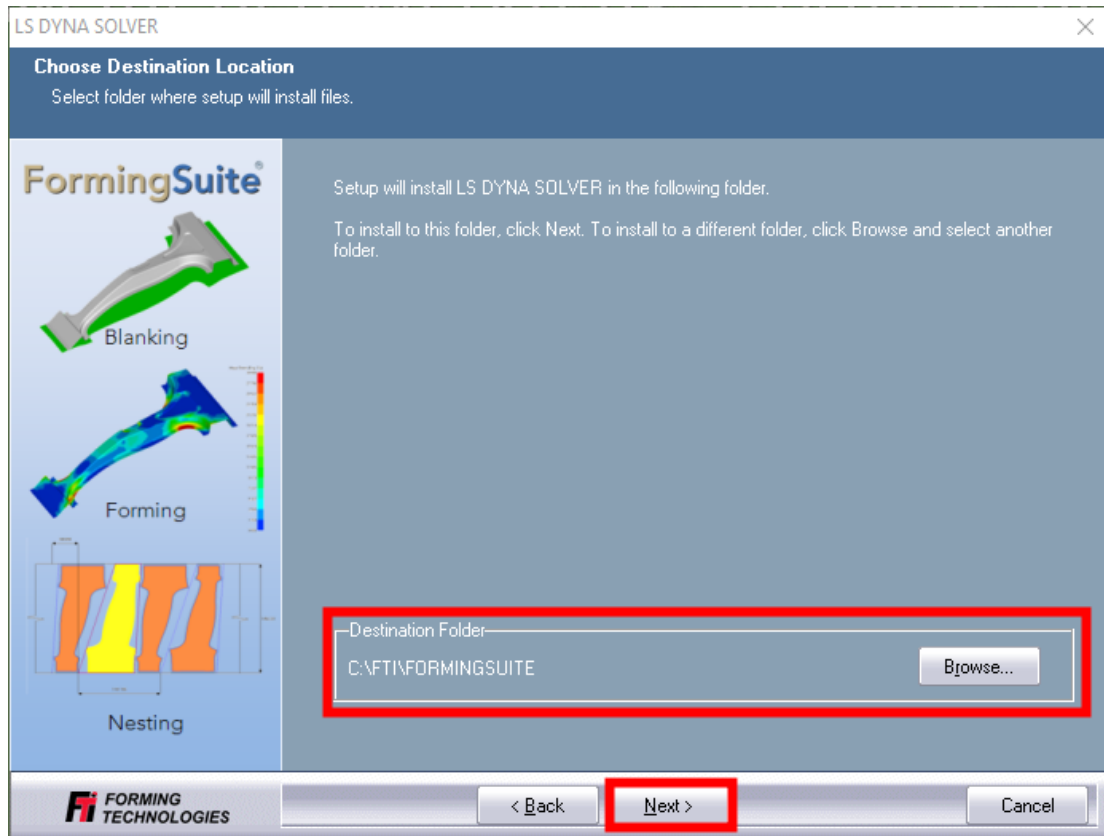 LS DYNA SOLVER
Choose Destination Location
Select folder where setup will install files.
FormingSuite®
Blanking
Forming
Nesting
Setup will install LS DYNA SOLVER in the following folder.
To install to this folder, click Next. To install to a different folder, click Browse and select another
folder.
Destination Folder
C:\FTI\FORMINGSUITE
Browse...
FTi FORMING
TECHNOLOGIES
< Back
Next >
Cancel